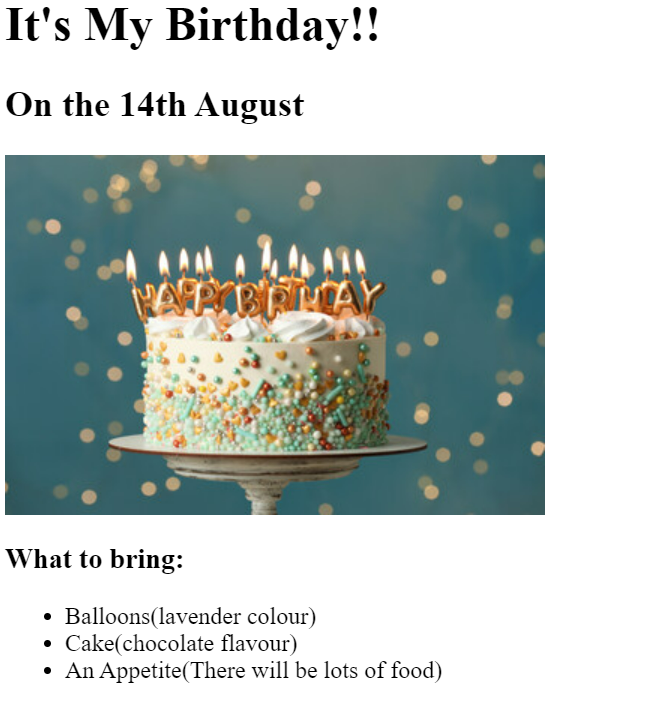 It's My Birthday!!
On the 14th August
HAPPY BIRTHDAY
What to bring:
• Balloons(lavender colour)
• Cake(chocolate flavour)
• An Appetite(There will be lots of food)